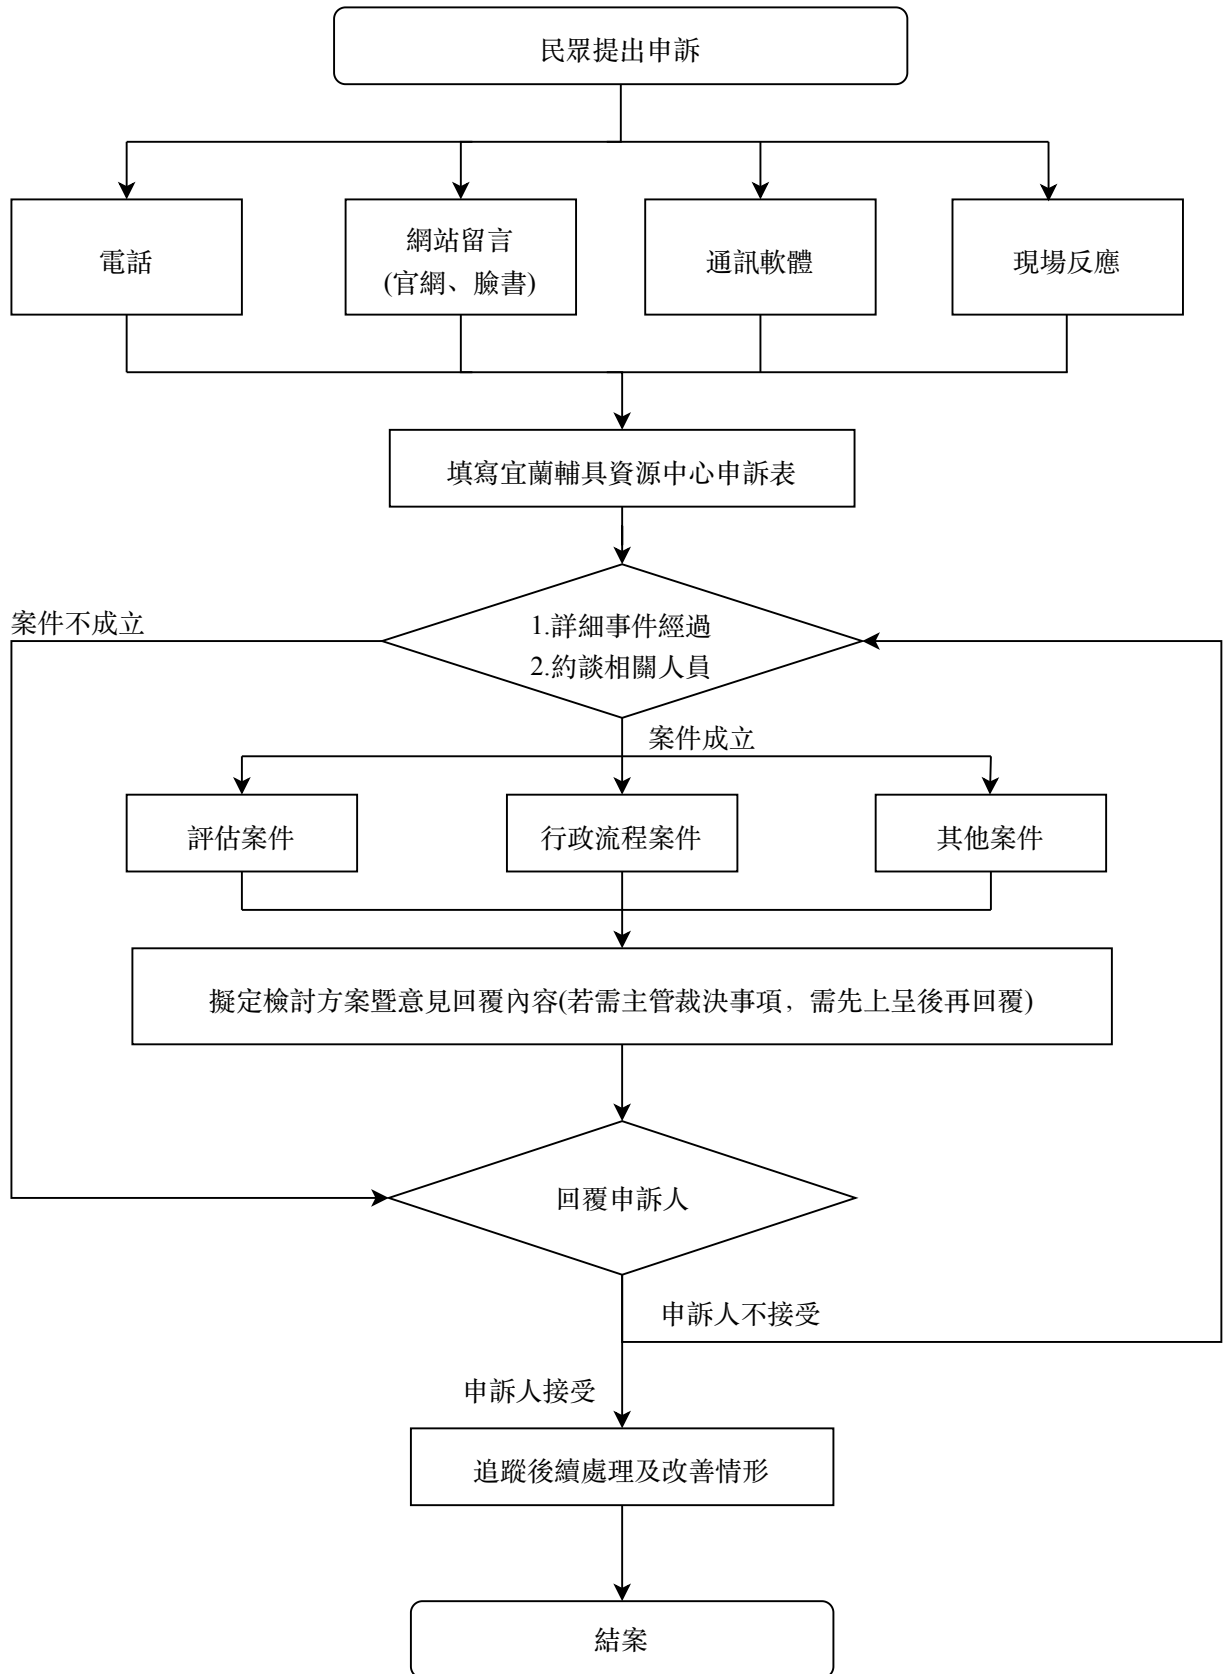 民眾提出申訴
電話
網站留言
(官網、臉書)
通訊軟體
現場反應
填寫宜蘭輔具資源中心申訴表
案件不成立
1.詳細事件經過
2.約談相關人員
案件成立
評估案件
行政流程案件
其他案件
擬定檢討方案暨意見回覆內容(若需主管裁決事項，需先上呈後再回覆)
回覆申訴人
申訴人不接受
申訴人接受
追蹤後續處理及改善情形
結案